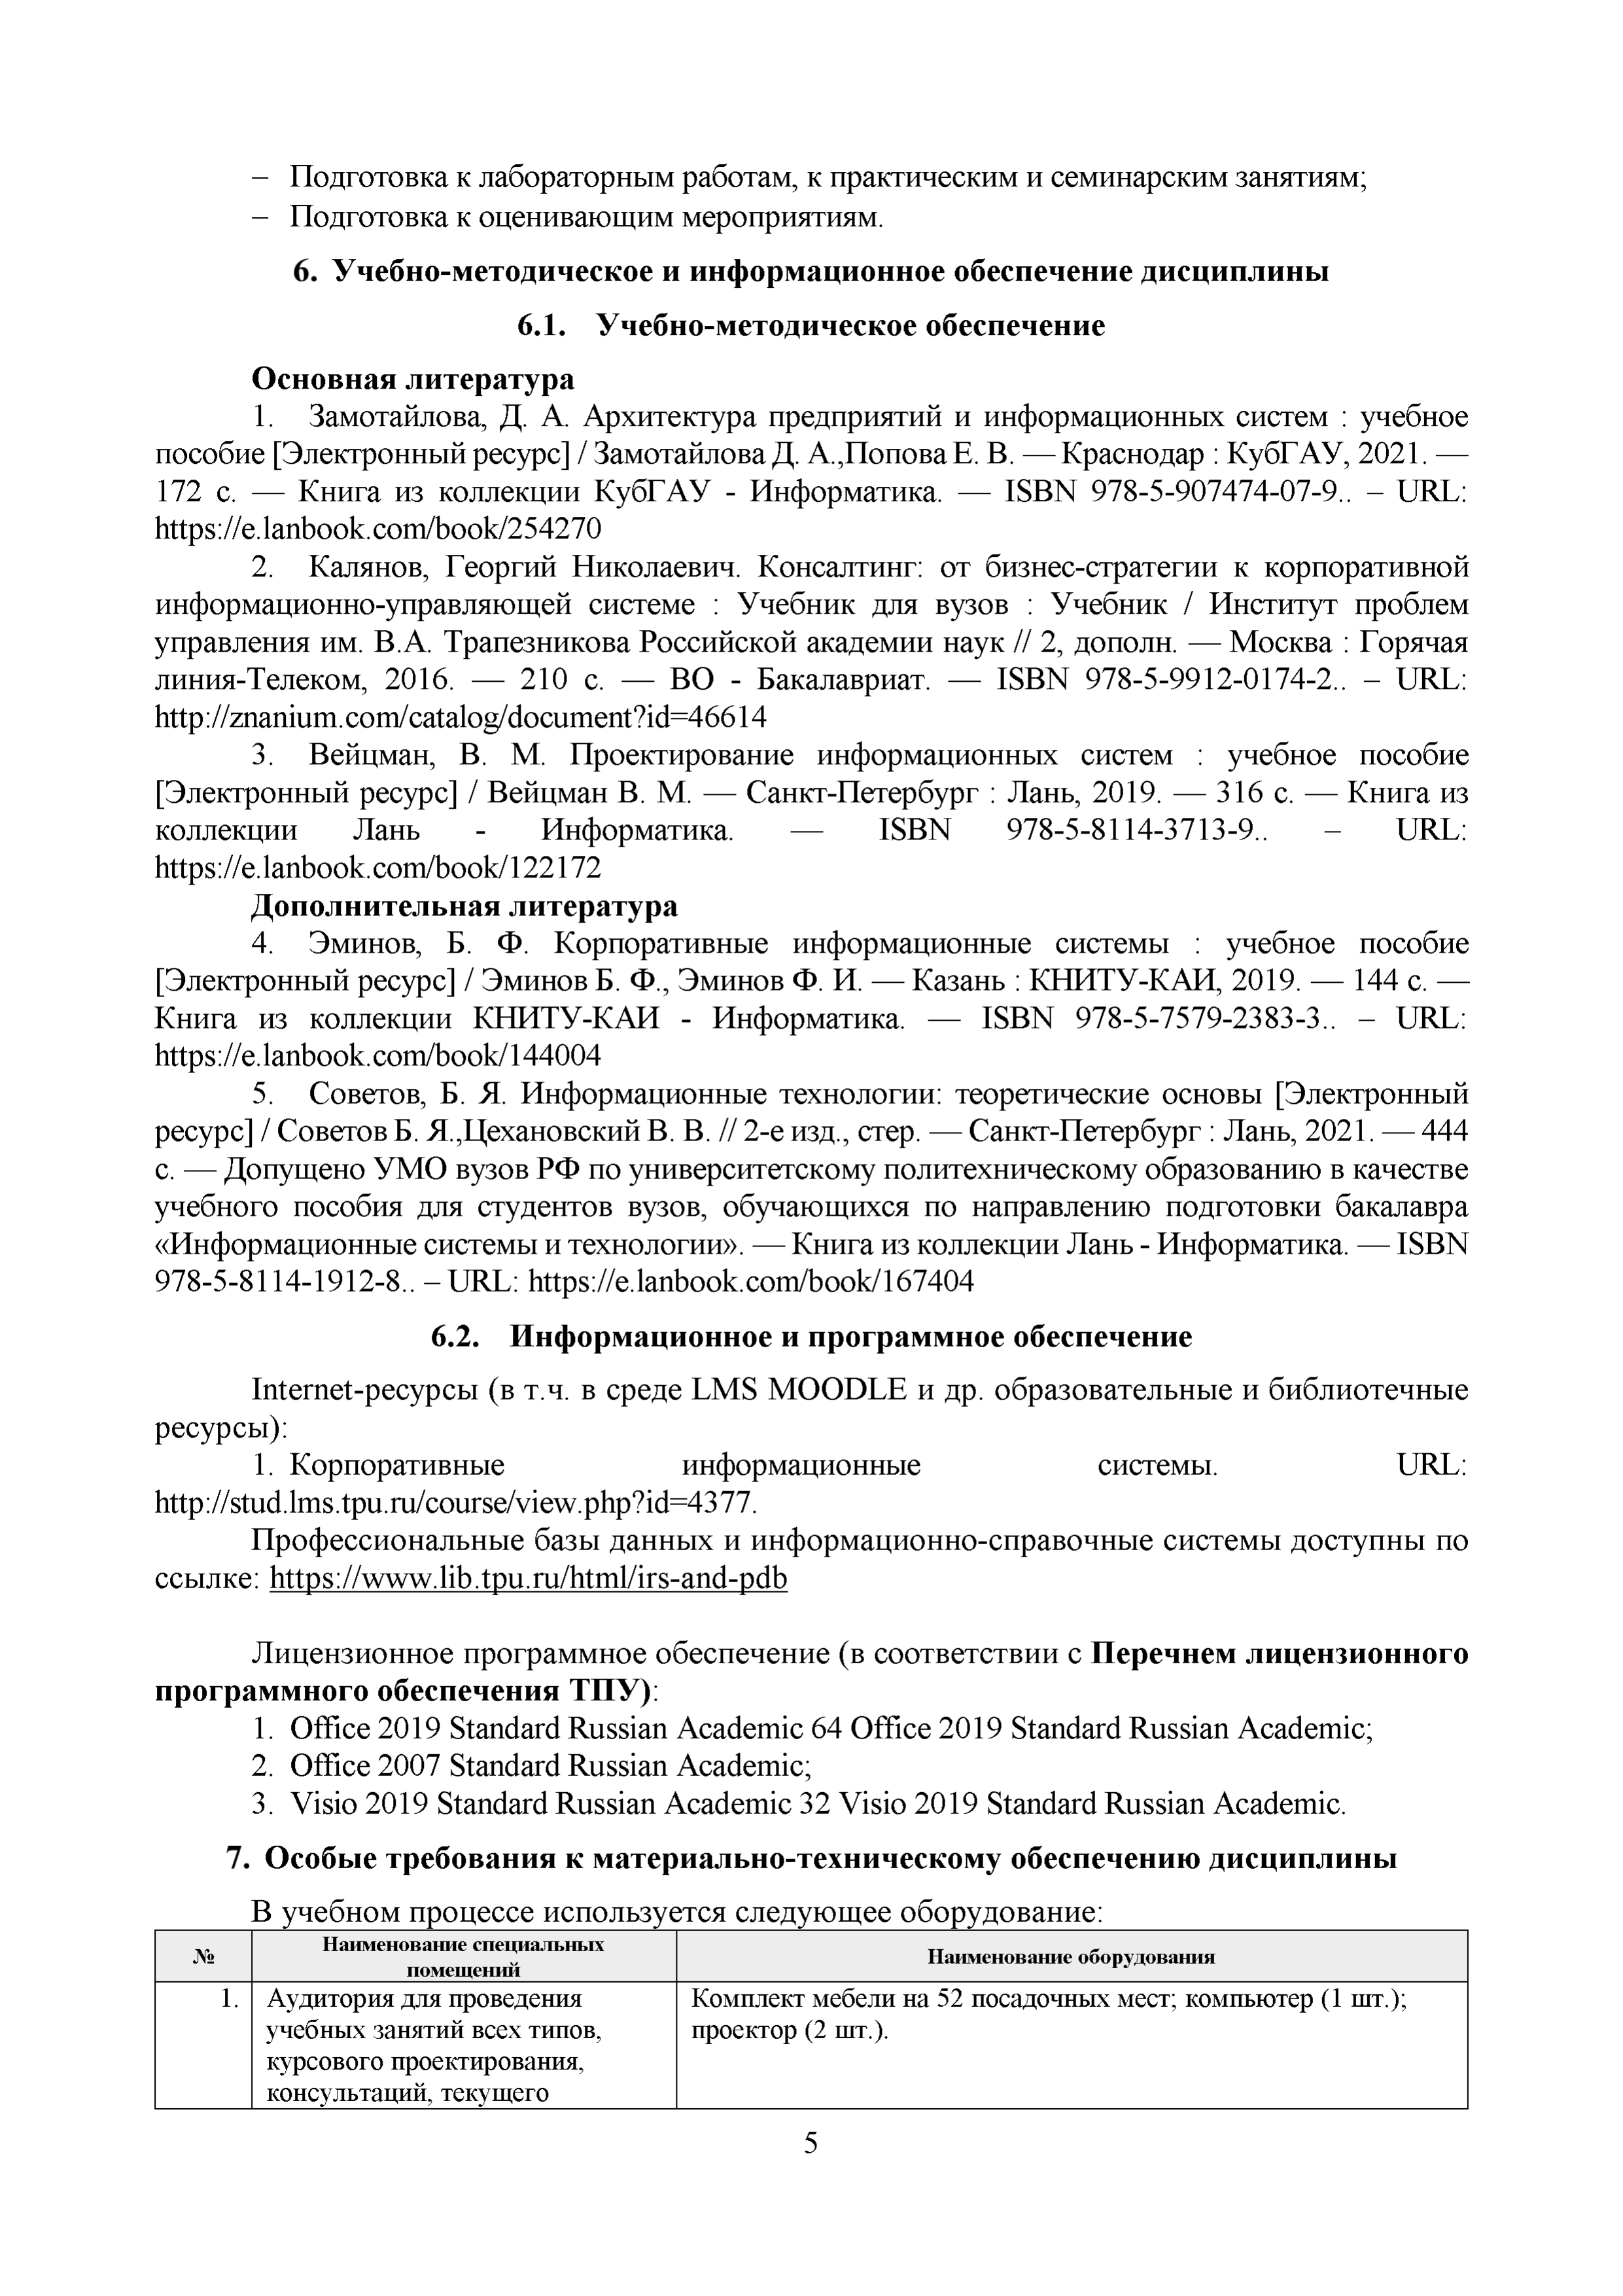 – Подготовка к лабораторным работам, к практическим и семинарским занятиям;
– Подготовка к оценивающим мероприятиям.
6. Учебно-методическое и информационное обеспечение дисциплины
6.1. Учебно-методическое обеспечение
Основная литература
1. Замотайлова, Д. А. Архитектура предприятий и информационных систем : учебное
пособие [Электронный ресурс] / Замотайлова Д. А.,Попова Е. В. — Краснодар : КубГАУ, 2021. —
172 с. — Книга из коллекции КубГАУ - Информатика. — ISBN 978-5-907474-07-9.. – URL:
https://e.lanbook.com/book/254270
2. Калянов, Георгий Николаевич. Консалтинг: от бизнес-стратегии к корпоративной
информационно-управляющей системе : Учебник для вузов : Учебник / Институт проблем
управления им. В.А. Трапезникова Российской академии наук // 2, дополн. — Москва : Горячая
линия-Телеком, 2016. — 210 с. — ВО - Бакалавриат. — ISBN 978-5-9912-0174-2.. – URL:
http://znanium.com/catalog/document?id=46614
3. Вейцман, В. М. Проектирование информационных систем : учебное пособие
[Электронный ресурс] / Вейцман В. М. — Санкт-Петербург : Лань, 2019. — 316 с. — Книга из
коллекции Лань - Информатика. — ISBN 978-5-8114-3713-9.. – URL:
https://e.lanbook.com/book/122172
Дополнительная литература
4. Эминов, Б. Ф. Корпоративные информационные системы : учебное пособие
[Электронный ресурс] / Эминов Б. Ф., Эминов Ф. И. — Казань : КНИТУ-КАИ, 2019. — 144 с. —
Книга из коллекции КНИТУ-КАИ - Информатика. — ISBN 978-5-7579-2383-3.. – URL:
https://e.lanbook.com/book/144004
5. Советов, Б. Я. Информационные технологии: теоретические основы [Электронный
ресурс] / Советов Б. Я.,Цехановский В. В. // 2-е изд., стер. — Санкт-Петербург : Лань, 2021. — 444
с. — Допущено УМО вузов РФ по университетскому политехническому образованию в качестве
учебного пособия для студентов вузов, обучающихся по направлению подготовки бакалавра
«Информационные системы и технологии». — Книга из коллекции Лань - Информатика. — ISBN
978-5-8114-1912-8.. – URL: https://e.lanbook.com/book/167404
6.2. Информационное и программное обеспечение
Internet-ресурсы (в т.ч. в среде LMS MOODLE и др. образовательные и библиотечные
ресурсы):
1. Корпоративные информационные системы. URL:
http://stud.lms.tpu.ru/course/view.php?id=4377.
Профессиональные базы данных и информационно-справочные системы доступны по
ссылке: https://www.lib.tpu.ru/html/irs-and-pdb
Лицензионное программное обеспечение (в соответствии с Перечнем лицензионного
программного обеспечения ТПУ):
1. Office 2019 Standard Russian Academic 64 Office 2019 Standard Russian Academic;
2. Office 2007 Standard Russian Academic;
3. Visio 2019 Standard Russian Academic 32 Visio 2019 Standard Russian Academic.
7. Особые требования к материально-техническому обеспечению дисциплины
В учебном процессе используется следующее оборудование:
№
Наименование специальных
помещений
Наименование оборудования
1.
Аудитория для проведения
учебных занятий всех типов,
курсового проектирования,
консультаций, текущего
Комплект мебели на 52 посадочных мест; компьютер (1 шт.);
проектор (2 шт.).
5